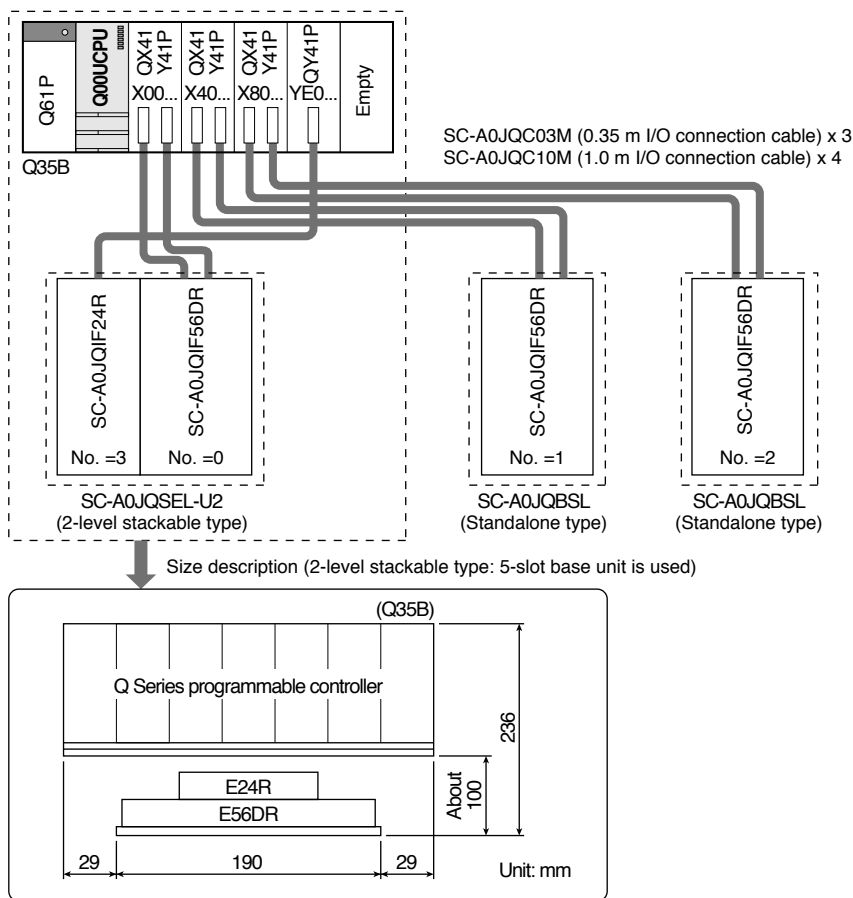 Q61P
Q00UCPU
QX41
Y41P
X00...
QX41
Y41P
X40...
QX41
Y41P
X80...
QY41P
YE0...
Empty
Q35B
SC-A0JQC03M (0.35 m I/O connection cable) x 3
SC-A0JQC10M (1.0 m I/O connection cable) x 4
SC-A0JQIF24R
No. =3
SC-A0JQIF56DR
No. =0
SC-A0JQIF56DR
No. =1
SC-A0JQIF56DR
No. =2
SC-A0JQSEL-U2
(2-level stackable type)
SC-A0JQBSL
(Standalone type)
SC-A0JQBSL
(Standalone type)
Size description (2-level stackable type: 5-slot base unit is used)
(Q35B)
Q Series programmable controller
236
About
100
E24R
E56DR
29
190
29
Unit: mm